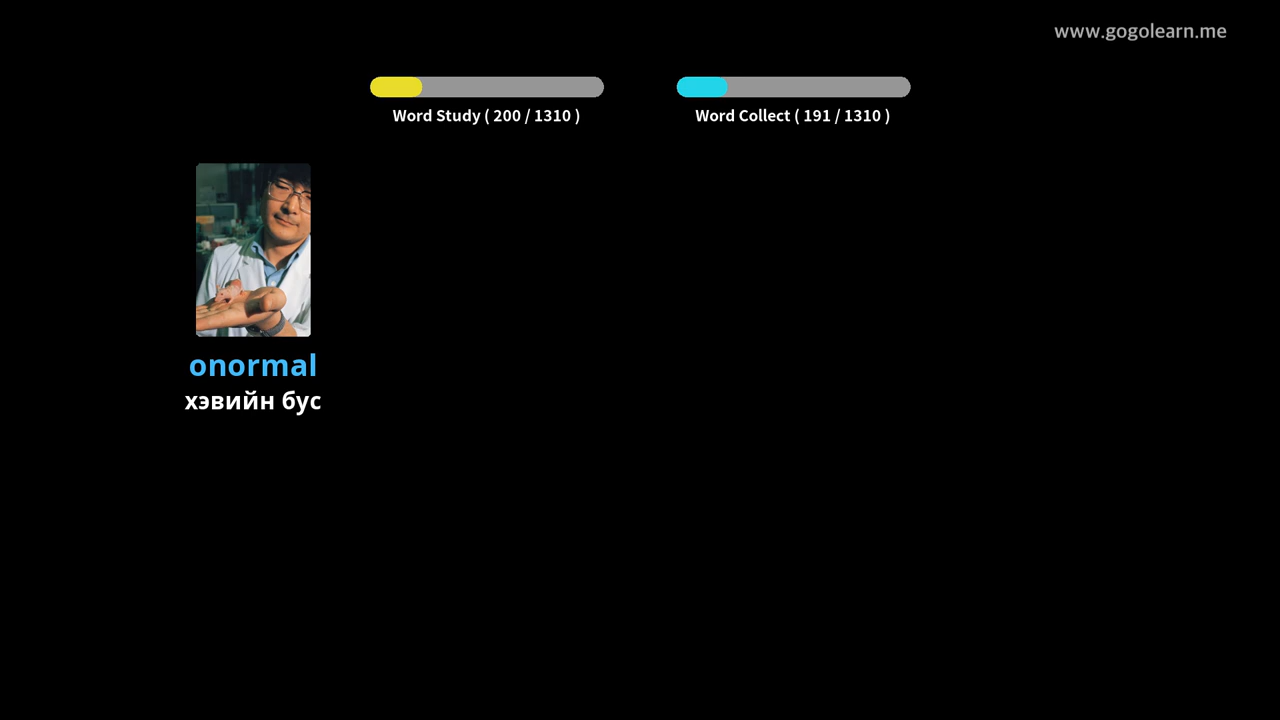 www.gogolearn.me
Word Study ( 200 / 1310 )
Word Collect ( 191 / 1310 )
onormal
хэвийн бус